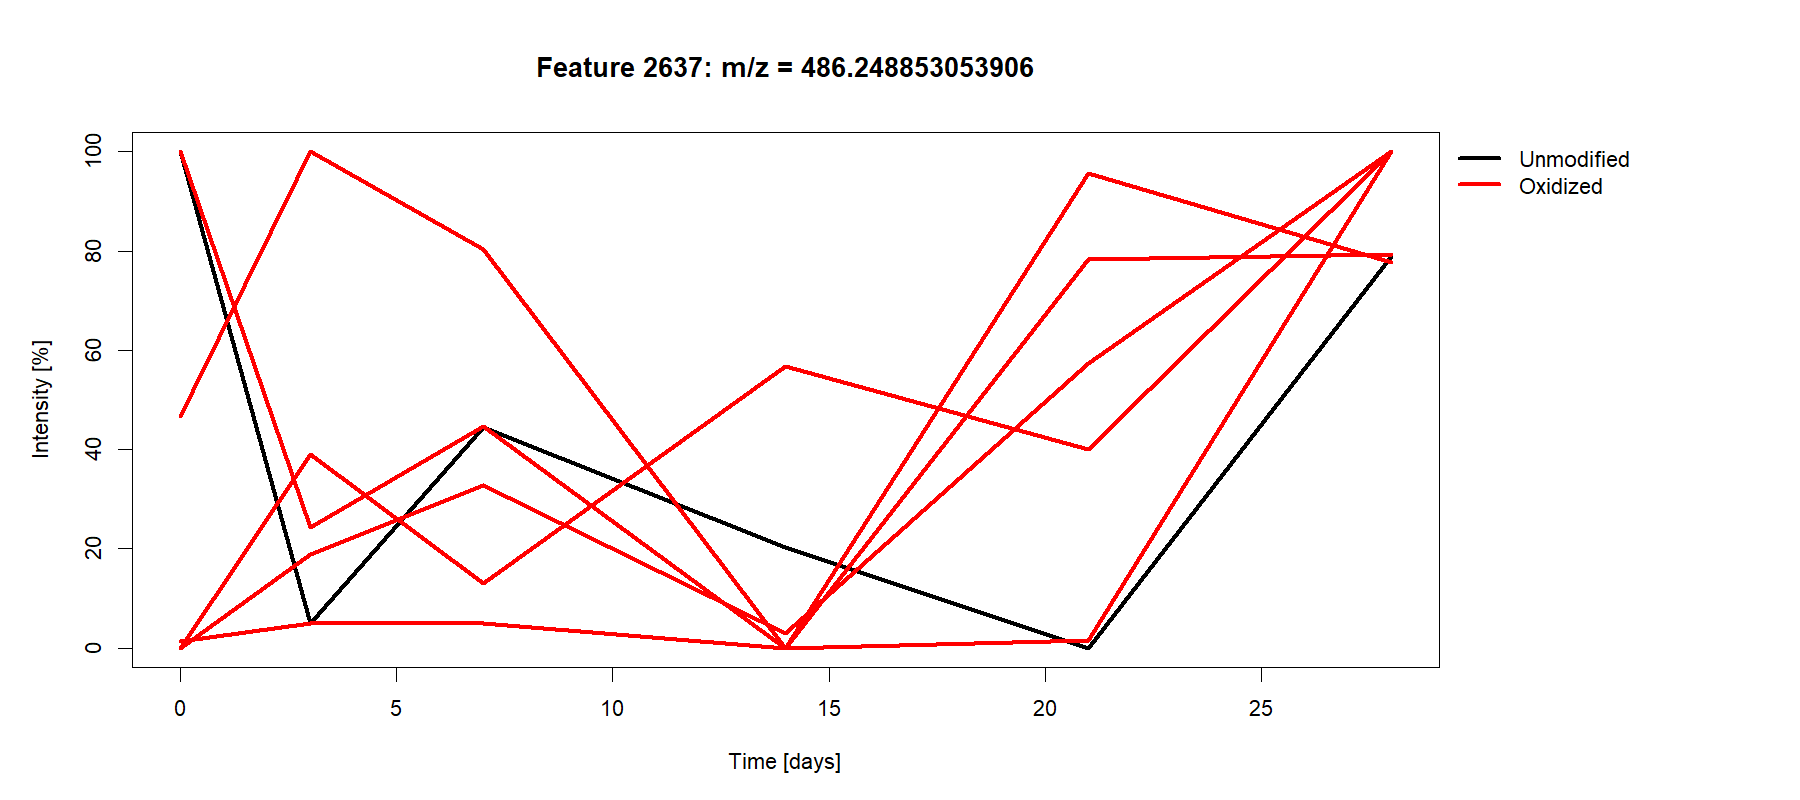 Feature 2637: m/z = 486.248853053906
Unmodified
Oxidized
Intensity [%]
100
80
60
40
20
0
0 5 10 15 20 25
Time [days]